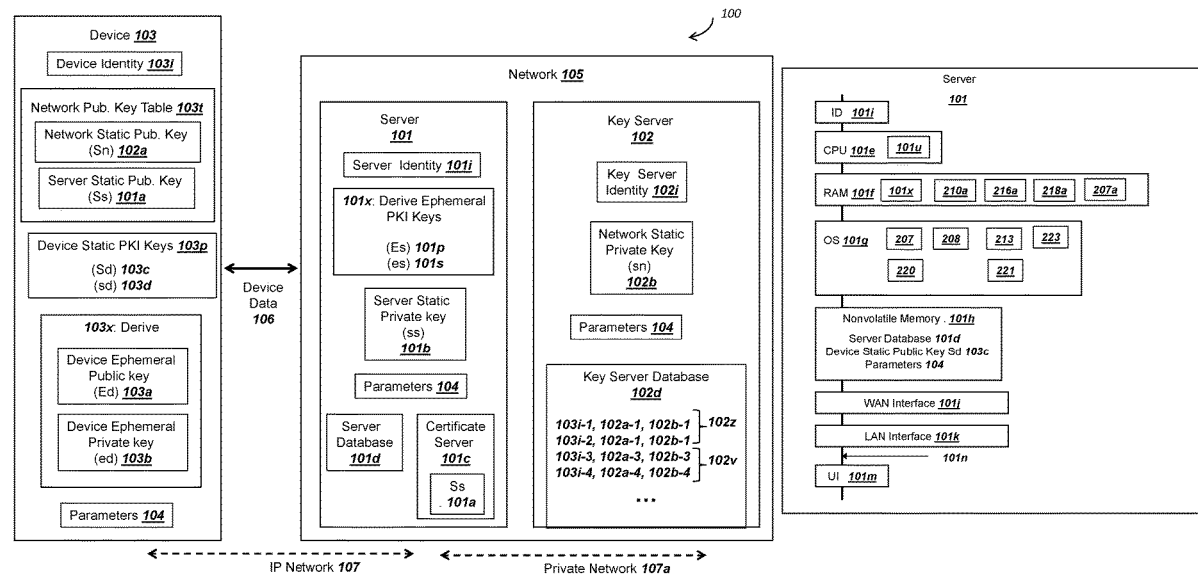 100
Device 103
Device Identity 103i
Network Pub. Key Table 103t
Network Static Pub. Key
(Sn) 102a
Server Static Pub. Key
(Ss) 101a
Device Static PKI Keys 103p
(Sd) 103c
(sd) 103d
103x: Derive
Device Ephemeral
Public key
(Ed) 103a
Device Ephemeral
Private key
(ed) 103b
Parameters 104
Device
Data
106
Network 105
Server
101
Server Identity 101i
101x: Derive Ephemeral
PKI Keys
(Es) 101p
(es) 101s
Server Static
Private key
(ss)
101b
Parameters 104
Server
Database
101d
Certificate
Server
101c
Ss
. 101a
Key Server
102
Key Server
Identity 102i
Network Static
Private Key
(sn)
102b
Parameters 104
Key Server Database
102d
103i-1, 102a-1, 102b-1
103i-2, 102a-1, 102b-1
102z
103i-3, 102a-3, 102b-3
103i-4, 102a-4, 102b-4
102v
...
IP Network 107
Private Network 107a
Server
101
ID 101i
CPU 101e 101u
RAM 101f 101x 210a 216a 218a 207a
OS 101g 207 208 213 223
220 221
Nonvolatile Memory . 101h
Server Database 101d
Device Static Public Key Sd 103c
Parameters 104
WAN Interface 101j
LAN Interface 101k
101n
UI 101m